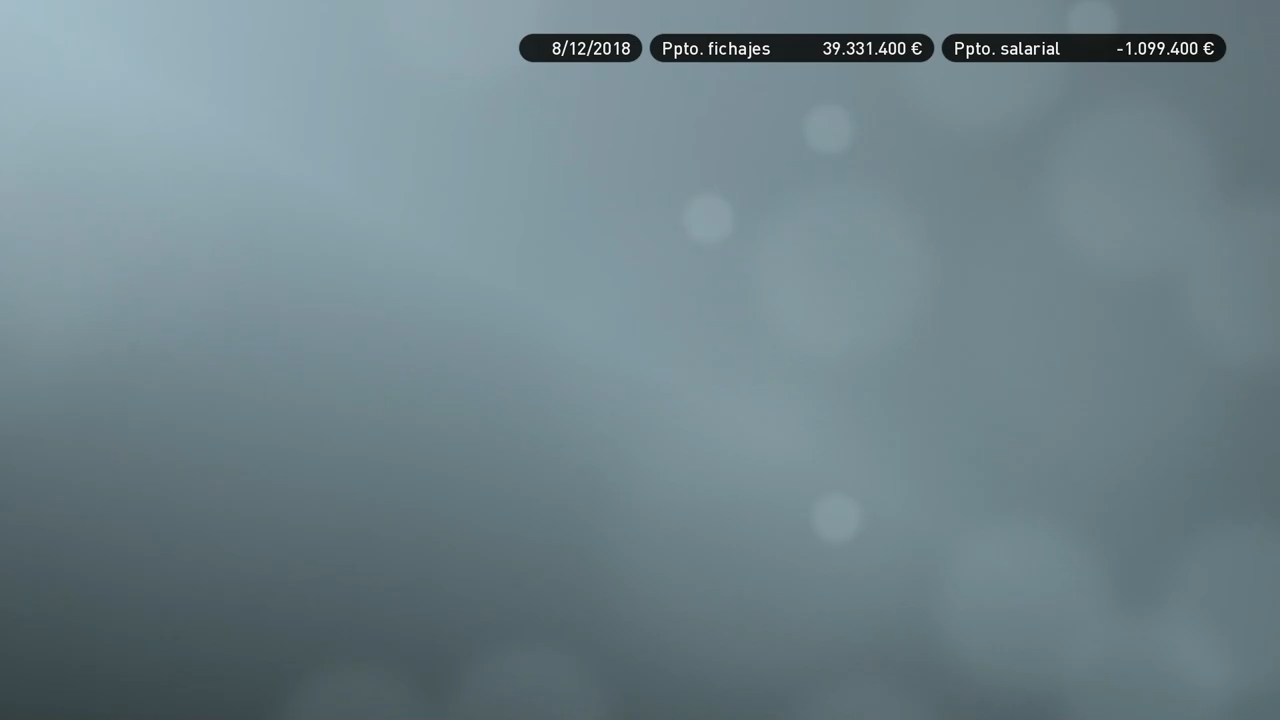 8/12/2018 Ppto. fichajes 39.331.400 € Ppto. salarial -1.099.400 €